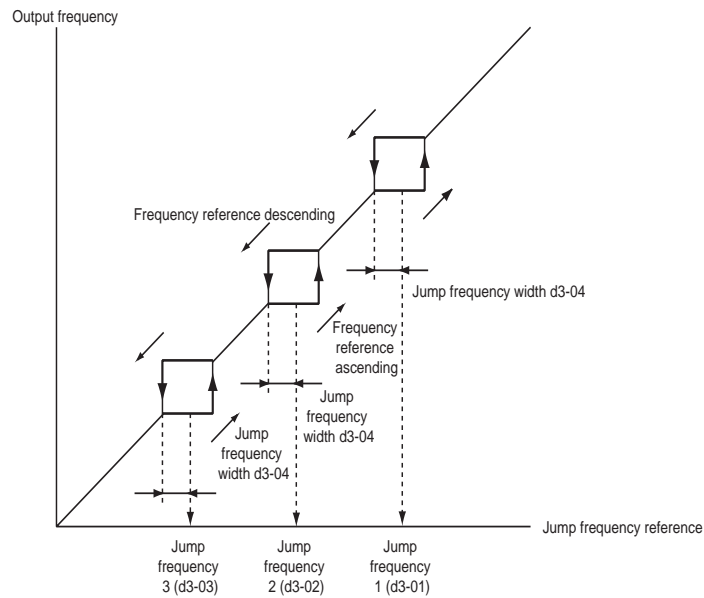 Output frequency
Frequency reference descending
Jump frequency width d3-04
Frequency
reference
ascending
Jump
frequency
width d3-04
Jump
frequency
width d3-04
Jump frequency reference
Jump
frequency
3 (d3-03)
Jump
frequency
2 (d3-02)
Jump
frequency
1 (d3-01)